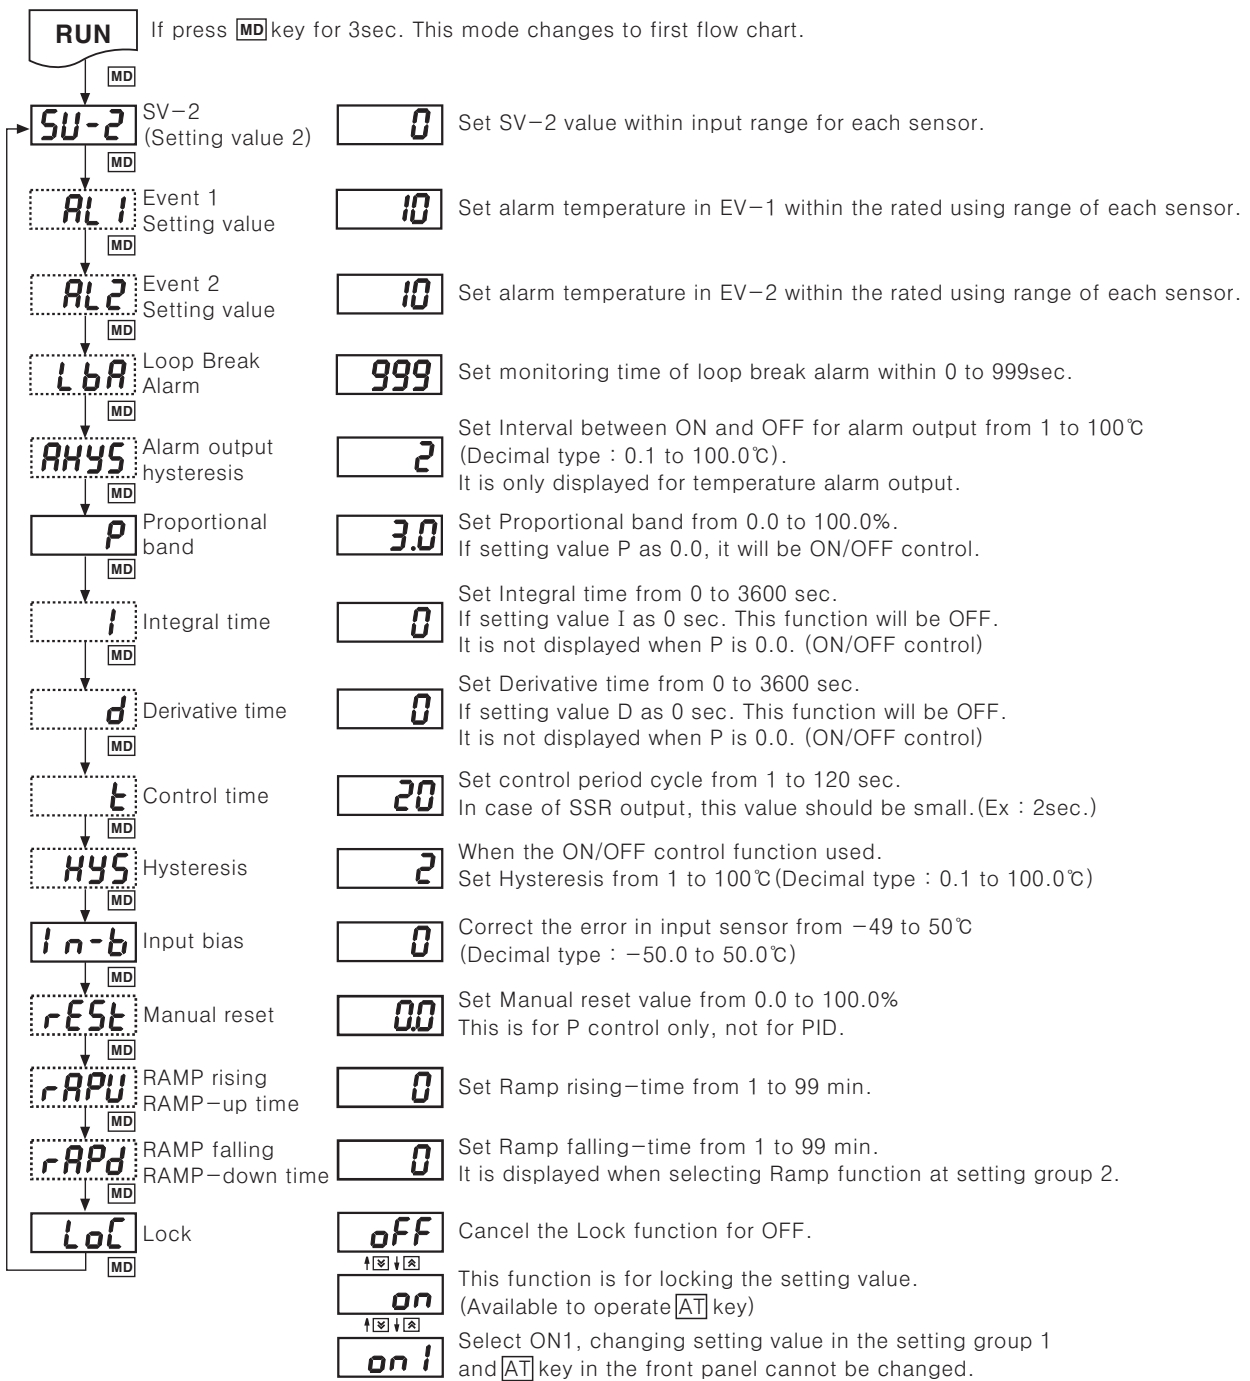 RUN If press MD key for 3sec. This mode changes to first flow chart.
MD
SV-2 SV-2 0 Set SV-2 value within input range for each sensor.
(Setting value 2)
MD
AL1 Event 1 10 Set alarm temperature in EV-1 within the rated using range of each sensor.
Setting value
MD
AL2 Event 2 10 Set alarm temperature in EV-2 within the rated using range of each sensor.
Setting value
MD
LbA Loop Break 999 Set monitoring time of loop break alarm within 0 to 999sec.
Alarm
MD
AHYS Alarm output 2 Set Interval between ON and OFF for alarm output from 1 to 100℃
hysteresis (Decimal type : 0.1 to 100.0℃).
It is only displayed for temperature alarm output.
MD
P Proportional 3.0 Set Proportional band from 0.0 to 100.0%.
band If setting value P as 0.0, it will be ON/OFF control.
MD
Set Integral time from 0 to 3600 sec.
I Integral time 0 If setting value I as 0 sec. This function will be OFF.
It is not displayed when P is 0.0. (ON/OFF control)
MD
Set Derivative time from 0 to 3600 sec.
d Derivative time 0 If setting value D as 0 sec. This function will be OFF.
It is not displayed when P is 0.0. (ON/OFF control)
MD
t Control time 20 Set control period cycle from 1 to 120 sec.
In case of SSR output, this value should be small.(Ex : 2sec.)
MD
HYS Hysteresis 2 When the ON/OFF control function used.
Set Hysteresis from 1 to 100℃(Decimal type : 0.1 to 100.0℃)
MD
In-b Input bias 0 Correct the error in input sensor from -49 to 50℃
(Decimal type : -50.0 to 50.0℃)
MD
rESt Manual reset 0.0 Set Manual reset value from 0.0 to 100.0%
This is for P control only, not for PID.
MD
rAPU RAMP rising 0 Set Ramp rising-time from 1 to 99 min.
RAMP-up time
MD
rAPd RAMP falling 0 Set Ramp falling-time from 1 to 99 min.
RAMP-down time It is displayed when selecting Ramp function at setting group 2.
MD
LoC Lock oFF Cancel the Lock function for OFF.
MD
on This function is for locking the setting value.
(Available to operate AT key)
on1 Select ON1, changing setting value in the setting group 1
and AT key in the front panel cannot be changed.